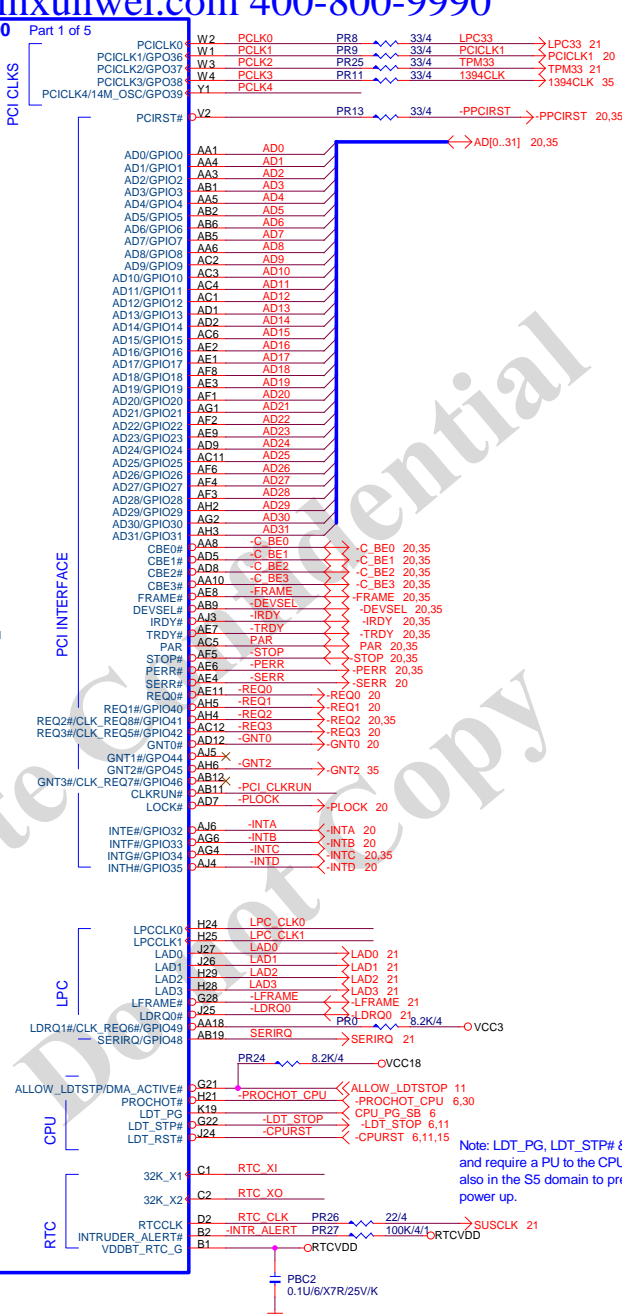 nxunwei.com 400-800-9990
0 Part 1 of 5
PCI CLKS
PCICLK0 W2 PCLK0 PR8 33/4 LPC33 LPC33 21
PCICLK1/GPO36 W1 PCLK1 PR9 33/4 PCICLK1 PCICLK1 20
PCICLK2/GPO37 W3 PCLK2 PR25 33/4 TPM33 TPM33 21
PCICLK3/GPO38 W4 PCLK3 PR11 33/4 1394CLK 1394CLK 35
PCICLK4/14M_OSC/GPO39 Y1 PCLK4
PCIRST# V2 PR13 33/4 -PPCIRST -PPCIRST 20,35
AD[0..31] 20,35
PCI INTERFACE
AD0/GPIO0 AA1 AD0
AD1/GPIO1 AA4 AD1
AD2/GPIO2 AA3 AD2
AD3/GPIO3 AB1 AD3
AD4/GPIO4 AA5 AD4
AD5/GPIO5 AB2 AD5
AD6/GPIO6 AB6 AD6
AD7/GPIO7 AB5 AD7
AD8/GPIO8 AA6 AD8
AD9/GPIO9 AC2 AD9
AD10/GPIO10 AC3 AD10
AD11/GPIO11 AC4 AD11
AD12/GPIO12 AC1 AD12
AD13/GPIO13 AD1 AD13
AD14/GPIO14 AD2 AD14
AD15/GPIO15 AC6 AD15
AD16/GPIO16 AE2 AD16
AD17/GPIO17 AE1 AD17
AD18/GPIO18 AF8 AD18
AD19/GPIO19 AE3 AD19
AD20/GPIO20 AF1 AD20
AD21/GPIO21 AG1 AD21
AD22/GPIO22 AF2 AD22
AD23/GPIO23 AE9 AD23
AD24/GPIO24 AD9 AD24
AD25/GPIO25 AC11 AD25
AD26/GPIO26 AF6 AD26
AD27/GPIO27 AF4 AD27
AD28/GPIO28 AF3 AD28
AD29/GPIO29 AH2 AD29
AD30/GPIO30 AG2 AD30
AD31/GPIO31 AH3 AD31
CBE0# AA8 -C_BE0 -C_BE0 20,35
CBE1# AD5 -C_BE1 -C_BE1 20,35
CBE2# AD8 -C_BE2 -C_BE2 20,35
CBE3# AA10 -C_BE3 -C_BE3 20,35
FRAME# AE8 -FRAME -FRAME 20,35
DEVSEL# AB9 -DEVSEL -DEVSEL 20,35
IRDY# AJ3 -IRDY -IRDY 20,35
TRDY# AE7 -TRDY -TRDY 20,35
PAR AC5 PAR PAR 20,35
STOP# AF5 -STOP -STOP 20,35
PERR# AE6 -PERR -PERR 20,35
SERR# AE4 -SERR -SERR 20
REQ0# AE11 -REQ0 -REQ0 20
REQ1#/GPIO40 AH5 -REQ1 -REQ1 20
REQ2#/CLK_REQ8#/GPIO41 AH4 -REQ2 -REQ2 20,35
REQ3#/CLK_REQ5#/GPIO42 AC12 -REQ3 -REQ3 20
GNT0# AD12 -GNT0 -GNT0 20
GNT1#/GPO44 AJ5
GNT2#/GPO45 AH6 -GNT2 -GNT2 35
GNT3#/CLK_REQ7#/GPIO46 AB12
CLKRUN# AB11 -PCI_CLKRUN
LOCK# AD7 -PLOCK -PLOCK 20
INTE#/GPIO32 AJ6 -INTA -INTA 20
INTF#/GPIO33 AG6 -INTB -INTB 20
INTG#/GPIO34 AG4 -INTC -INTC 20,35
INTH#/GPIO35 AJ4 -INTD -INTD 20
LPC
LPCCLK0 H24 LPC_CLK0
LPCCLK1 H25 LPC_CLK1
LAD0 J27 LAD0 LAD0 21
LAD1 J26 LAD1 LAD1 21
LAD2 H29 LAD2 LAD2 21
LAD3 H28 LAD3 LAD3 21
LFRAME# G28 -LFRAME -LFRAME 21
LDRQ0# J25 -LDRQ0 -LDRQ0 21
LDRQ1#/CLK_REQ6#/GPIO49 AA18 PR0 8.2K/4 VCC3
SERIRQ/GPIO48 AB19 SERIRQ SERIRQ 21
PR24 8.2K/4 VCC18
CPU
ALLOW_LDTSTP/DMA_ACTIVE# G21 ALLOW_LDTSTOP 11
PROCHOT# H21 -PROCHOT_CPU -PROCHOT_CPU 6,30
LDT_PG K19 CPU_PG_SB 6
LDT_STP# G22 -LDT_STOP -LDT_STOP 6,11
LDT_RST# J24 -CPURST -CPURST 6,11,15
Note: LDT_PG, LDT_STP# &
and require a PU to the CPU
also in the S5 domain to pre
power up.
RTC
32K_X1 C1 RTC_XI
32K_X2 C2 RTC_XO
RTCCLK D2 RTC_CLK PR26 22/4 SUSCLK 21
INTRUDER_ALERT# B2 -INTR_ALERT PR27 100K/4/1 RTCVDD
VDDBT_RTC_G B1 RTCVDD
PBC2
0.1U/6/X7R/25V/K
te Confidential
Do not Copy